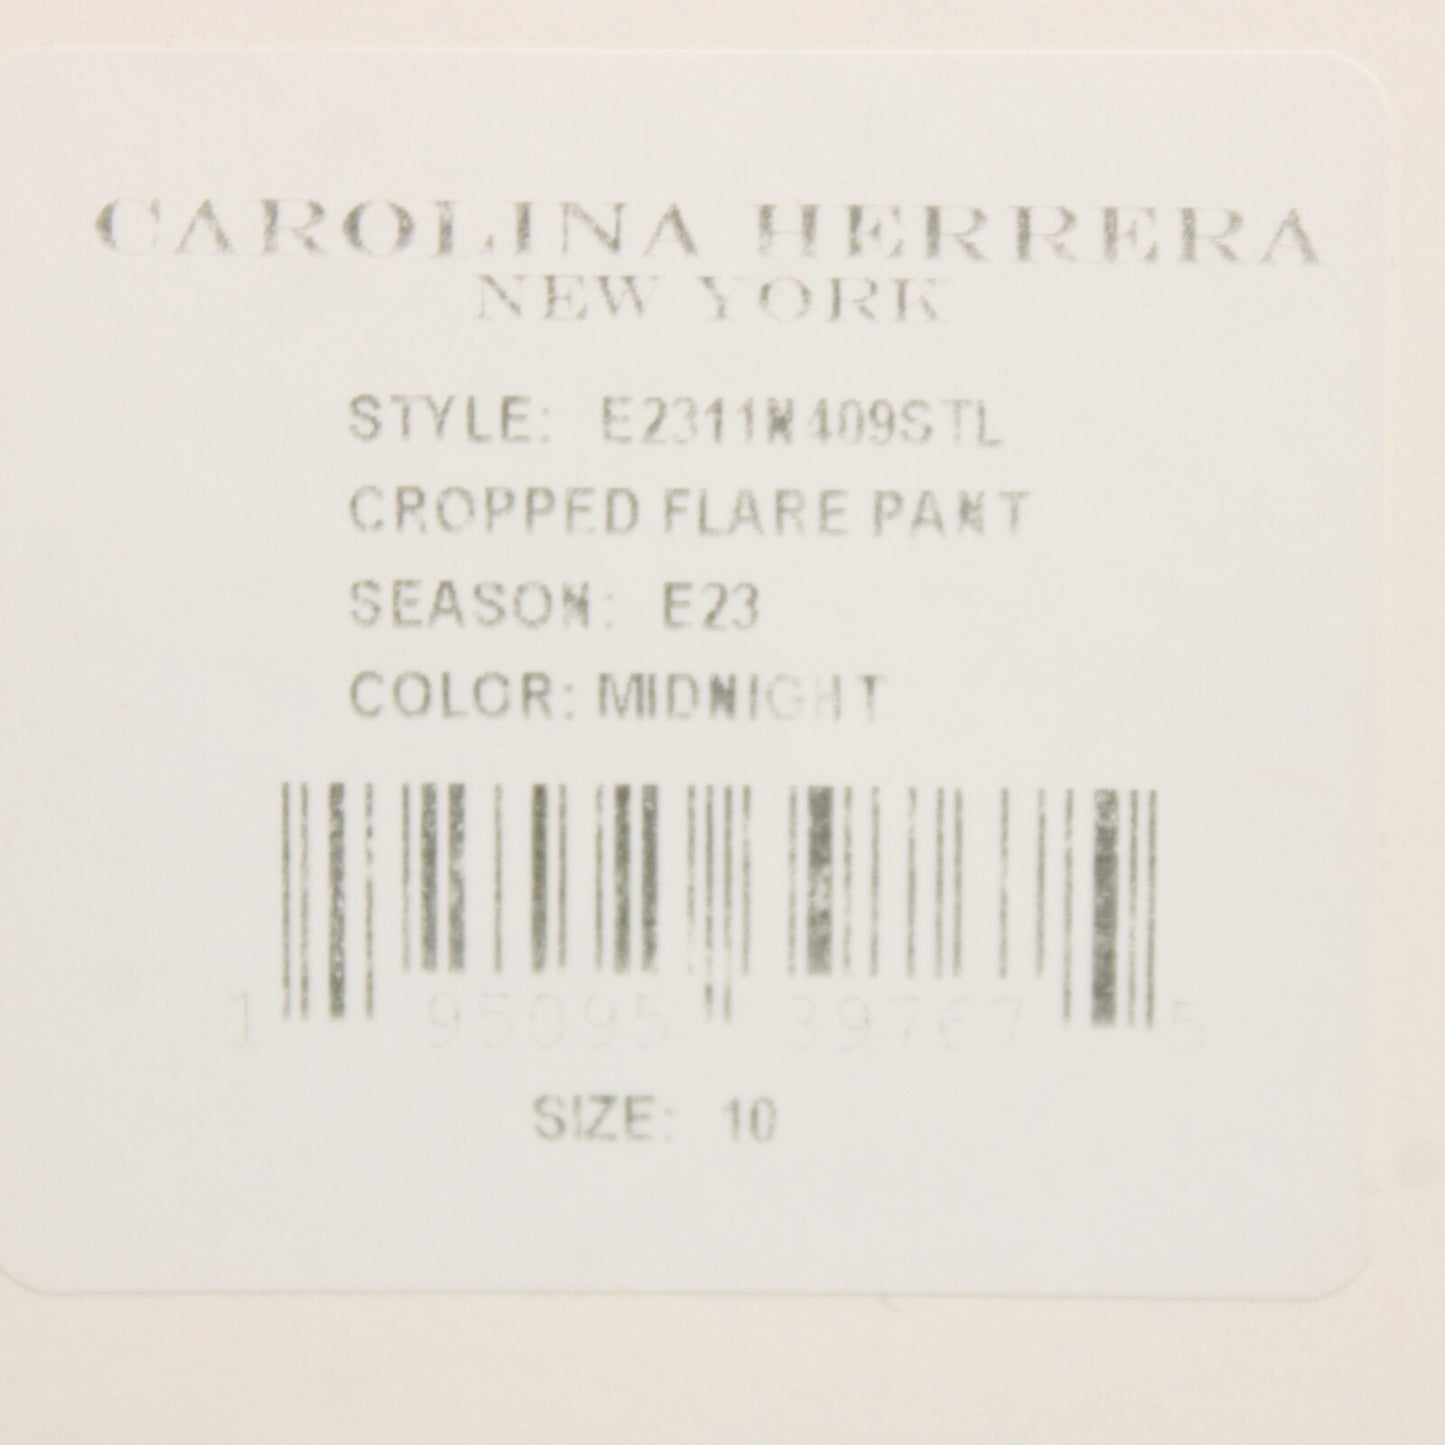 CAROLINA HERRERA
NEW YORK
STYLE: E2311N409STL
CROPPED FLARE PANT
SEASON: E23
COLOR: MIDNIGHT
1 95095 39767 5
SIZE: 10